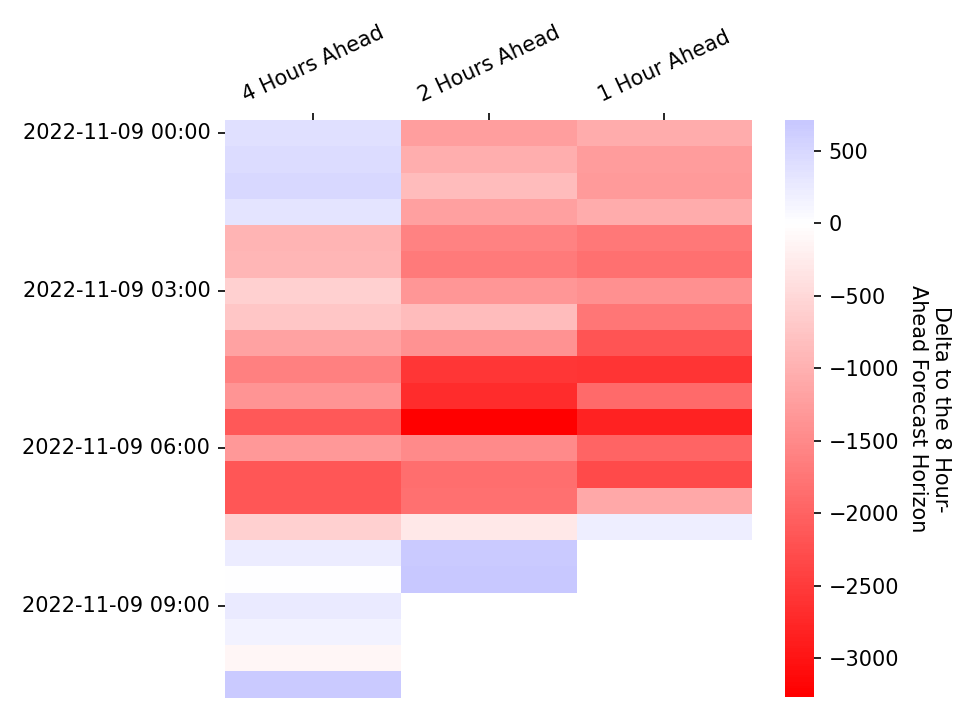 4 Hours Ahead
2 Hours Ahead
1 Hour Ahead
2022-11-09 00:00
2022-11-09 03:00
2022-11-09 06:00
2022-11-09 09:00
500
0
−500
−1000
−1500
−2000
−2500
−3000
Delta to the 8 Hour-
Ahead Forecast Horizon